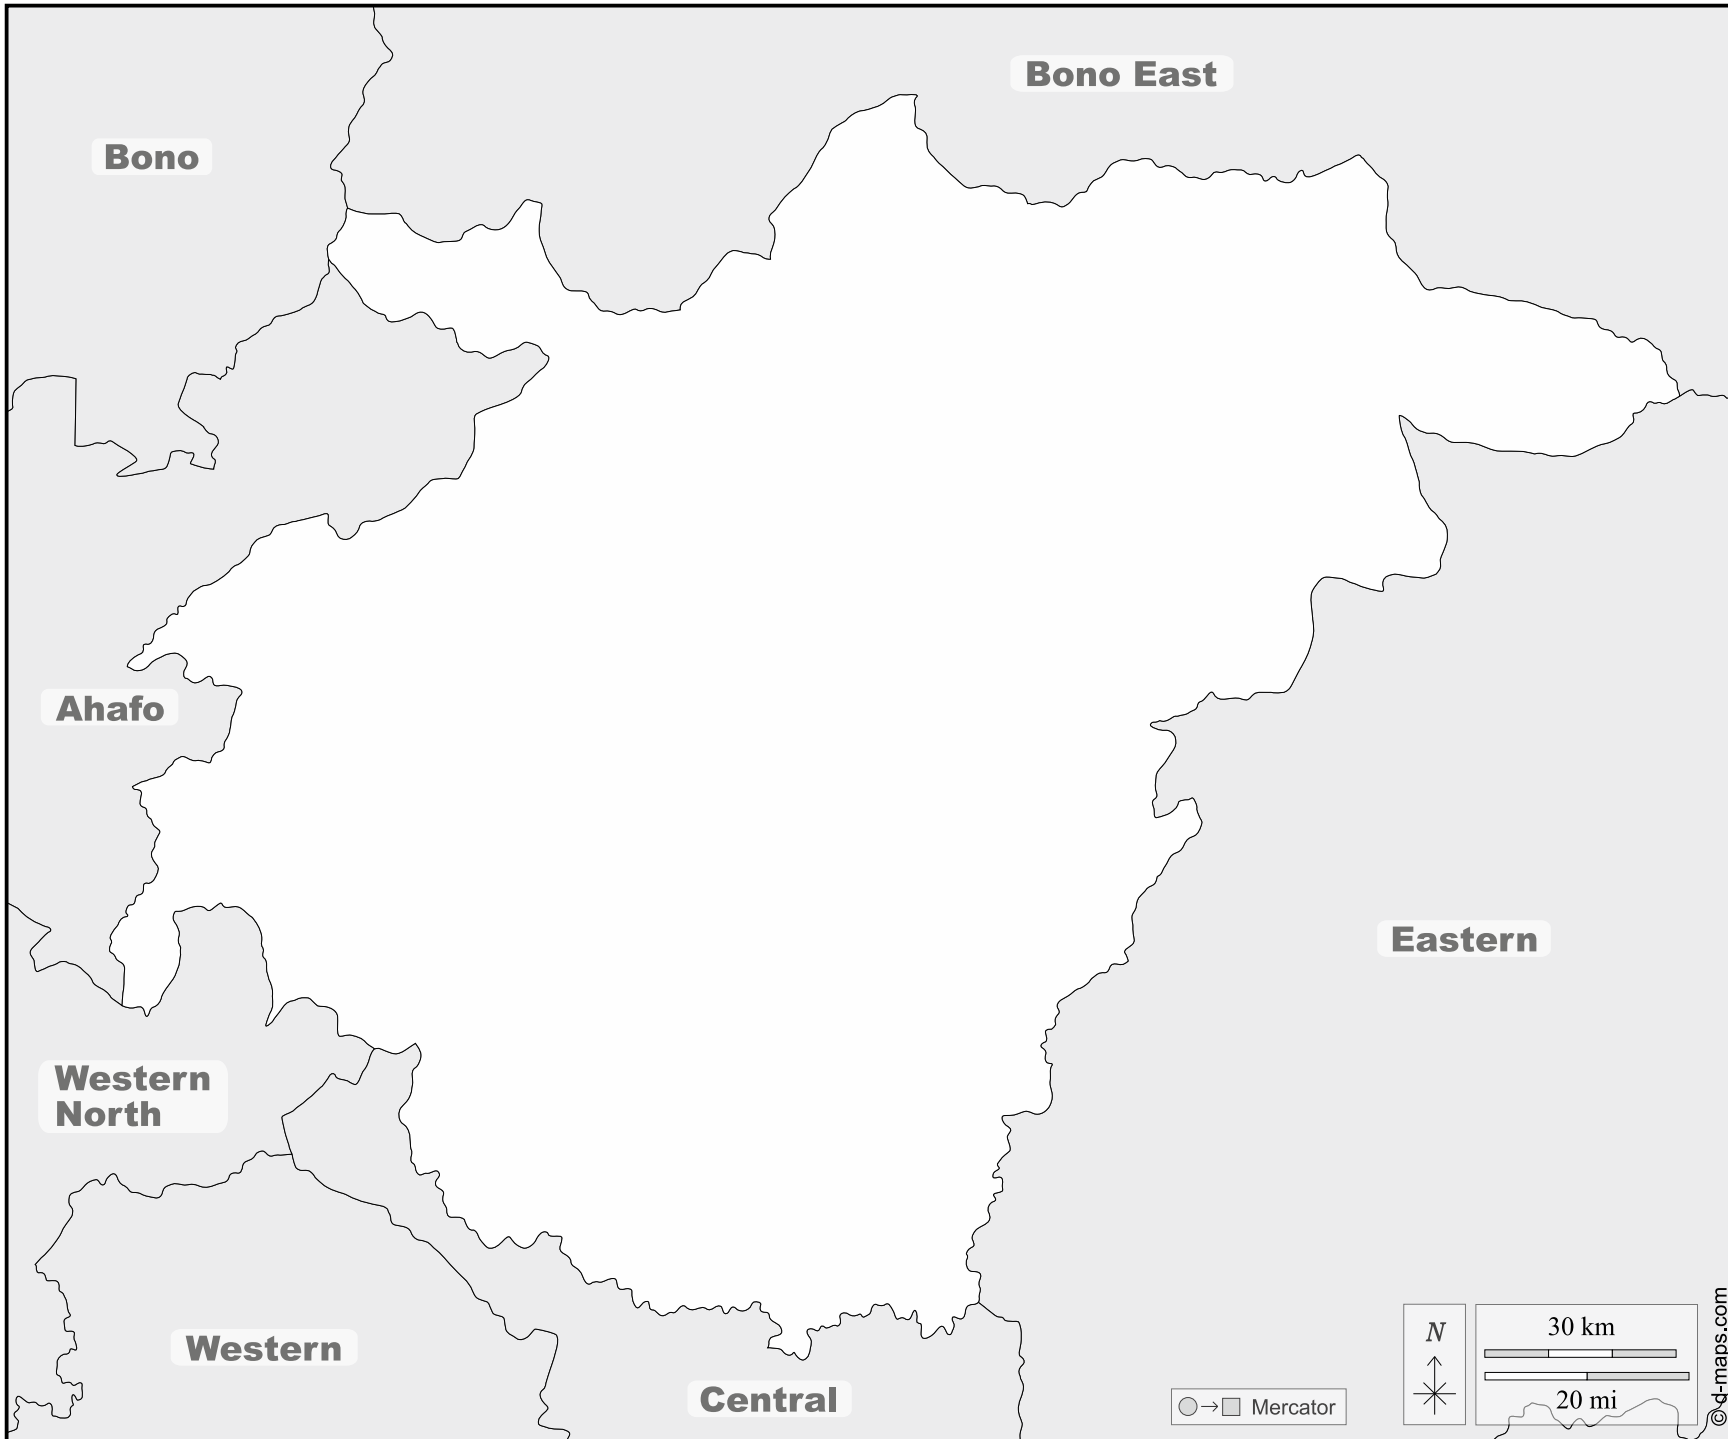 Bono East
Bono
Ahafo
Eastern
Western
North
Western
Central
N
30 km
20 mi
Mercator
© d-maps.com